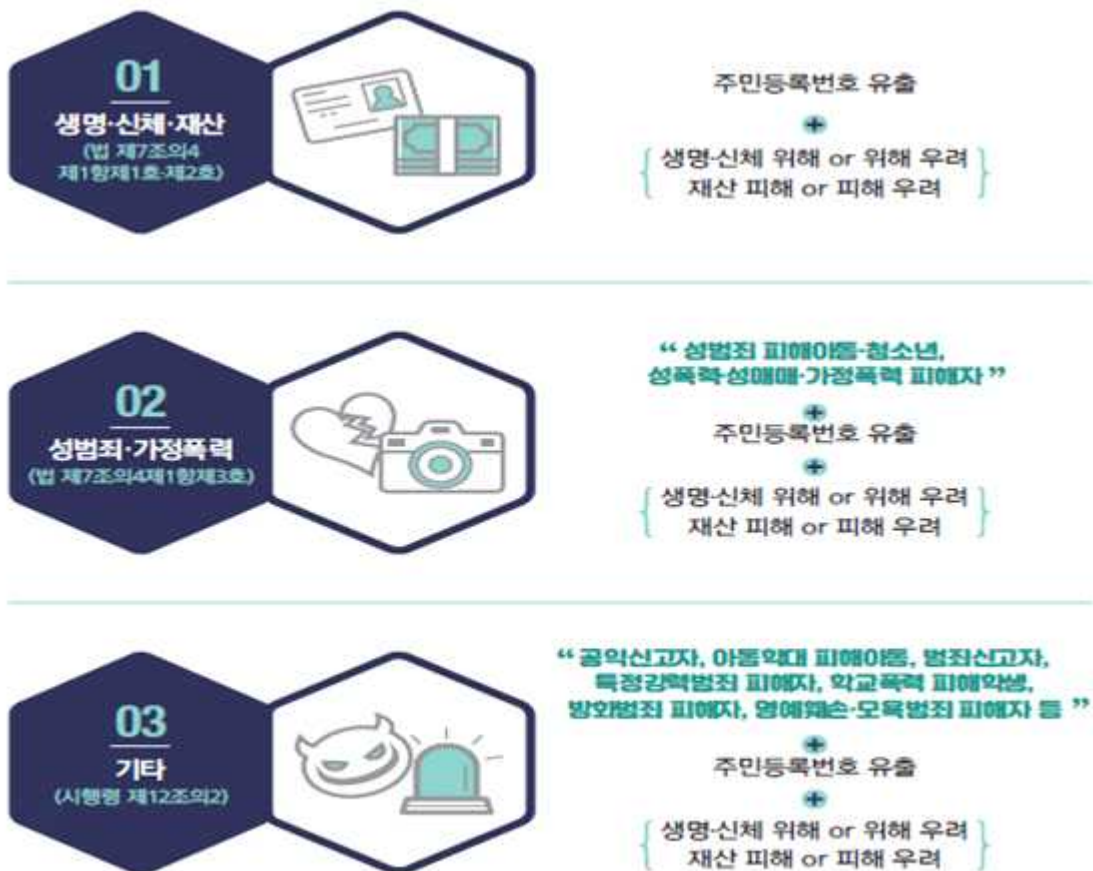 01
생명·신체·재산
(법 제7조의4
제1항제1호·제2호)
주민등록번호 유출
+
생명·신체 위해 or 위해 우려
재산 피해 or 피해 우려
02
성범죄·가정폭력
(법 제7조의4제1항제3호)
“ 성범죄 피해아동·청소년,
성폭력·성매매·가정폭력 피해자 ”
+
주민등록번호 유출
+
생명·신체 위해 or 위해 우려
재산 피해 or 피해 우려
03
기타
(시행령 제12조의2)
“ 공익신고자, 아동학대 피해아동, 범죄신고자,
특정강력범죄 피해자, 학교폭력 피해학생,
방화범죄 피해자, 명예훼손·모욕범죄 피해자 등 ”
+
주민등록번호 유출
+
생명·신체 위해 or 위해 우려
재산 피해 or 피해 우려